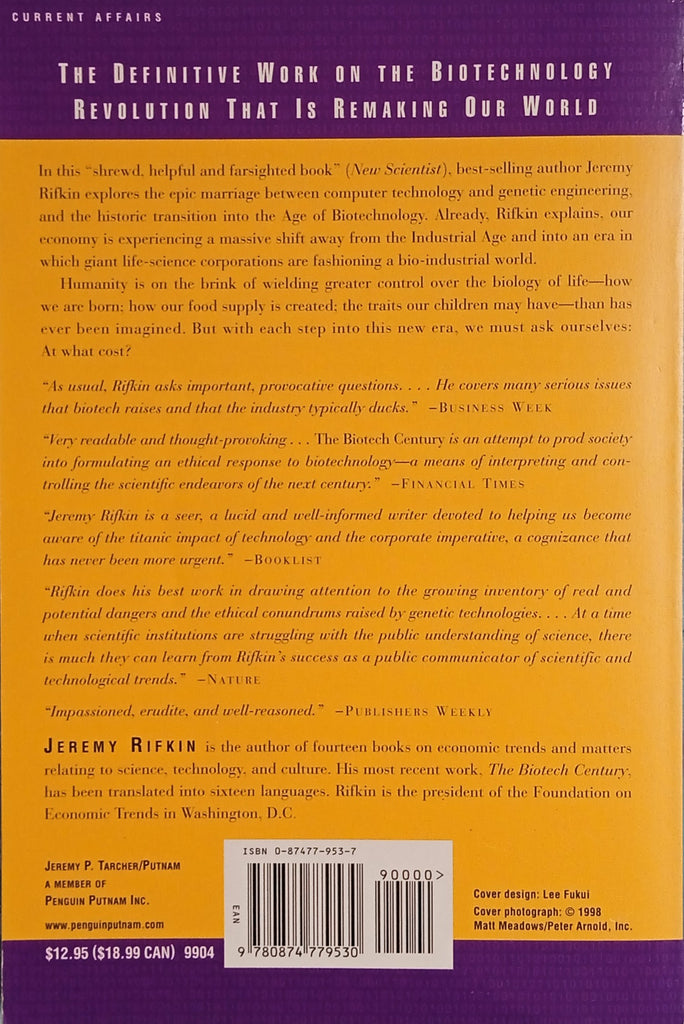 CURRENT AFFAIRS
THE DEFINITIVE WORK ON THE BIOTECHNOLOGY
REVOLUTION THAT IS REMAKING OUR WORLD
In this "shrewd, helpful and farsighted book" (New Scientist), best-selling author Jeremy
Rifkin explores the epic marriage between computer technology and genetic engineering,
and the historic transition into the Age of Biotechnology. Already, Rifkin explains, our
economy is experiencing a massive shift away from the Industrial Age and into an era in
which giant life-science corporations are fashioning a bio-industrial world.
Humanity is on the brink of wielding greater control over the biology of life—how
we are born; how our food supply is created; the traits our children may have—than has
ever been imagined. But with each step into this new era, we must ask ourselves:
At what cost?
"As usual, Rifkin asks important, provocative questions. . . . He covers many serious issues
that biotech raises and that the industry typically ducks." –BUSINESS WEEK
"Very readable and thought-provoking . . . The Biotech Century is an attempt to prod society
into formulating an ethical response to biotechnology—a means of interpreting and con-
trolling the scientific endeavors of the next century." –FINANCIAL TIMES
"Jeremy Rifkin is a seer, a lucid and well-informed writer devoted to helping us become
aware of the titanic impact of technology and the corporate imperative, a cognizance that
has never been more urgent." –BOOKLIST
"Rifkin does his best work in drawing attention to the growing inventory of real and
potential dangers and the ethical conundrums raised by genetic technologies. . . . At a time
when scientific institutions are struggling with the public understanding of science, there
is much they can learn from Rifkin's success as a public communicator of scientific and
technological trends." –NATURE
"Impassioned, erudite, and well-reasoned." –PUBLISHERS WEEKLY
JEREMY RIFKIN is the author of fourteen books on economic trends and matters
relating to science, technology, and culture. His most recent work, The Biotech Century,
has been translated into sixteen languages. Rifkin is the president of the Foundation on
Economic Trends in Washington, D.C.
JEREMY P. TARCHER/PUTNAM
A MEMBER OF
PENGUIN PUTNAM INC.
www.penguinputnam.com
$12.95 ($18.99 CAN) 9904
ISBN 0-87477-953-7
90000>
EAN
9 780874 779530
Cover design: Lee Fukui
Cover photograph: © 1998
Matt Meadows/Peter Arnold, Inc.